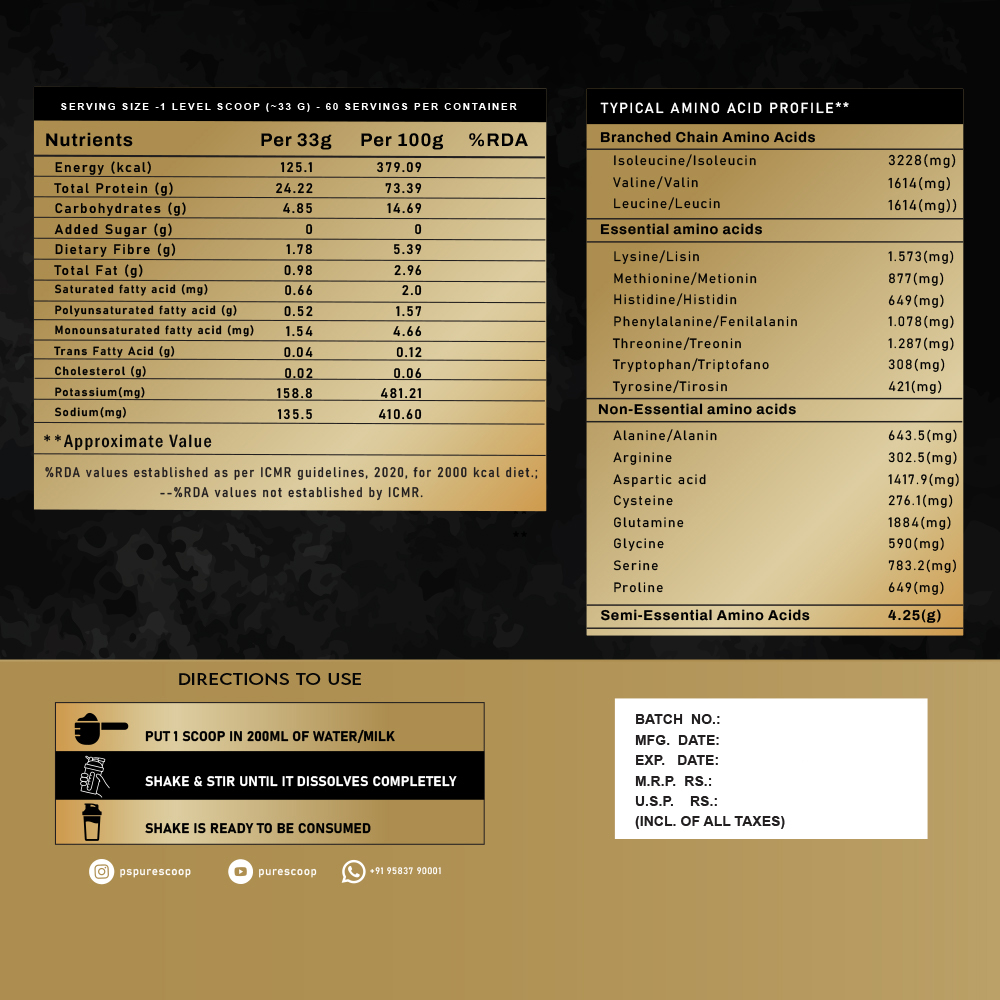 SERVING SIZE -1 LEVEL SCOOP (~33 G) - 60 SERVINGS PER CONTAINER
Nutrients Per 33g Per 100g %RDA
Energy (kcal) 125.1 379.09
Total Protein (g) 24.22 73.39
Carbohydrates (g) 4.85 14.69
Added Sugar (g) 0 0
Dietary Fibre (g) 1.78 5.39
Total Fat (g) 0.98 2.96
Saturated fatty acid (mg) 0.66 2.0
Polyunsaturated fatty acid (g) 0.52 1.57
Monounsaturated fatty acid (mg) 1.54 4.66
Trans Fatty Acid (g) 0.04 0.12
Cholesterol (g) 0.02 0.06
Potassium(mg) 158.8 481.21
Sodium(mg) 135.5 410.60
**Approximate Value
%RDA values established as per ICMR guidelines, 2020, for 2000 kcal diet.;
--%RDA values not established by ICMR.
**
TYPICAL AMINO ACID PROFILE**
Branched Chain Amino Acids
Isoleucine/Isoleucin 3228(mg)
Valine/Valin 1614(mg)
Leucine/Leucin 1614(mg))
Essential amino acids
Lysine/Lisin 1.573(mg)
Methionine/Metionin 877(mg)
Histidine/Histidin 649(mg)
Phenylalanine/Fenilalanin 1.078(mg)
Threonine/Treonin 1.287(mg)
Tryptophan/Triptofano 308(mg)
Tyrosine/Tirosin 421(mg)
Non-Essential amino acids
Alanine/Alanin 643.5(mg)
Arginine 302.5(mg)
Aspartic acid 1417.9(mg)
Cysteine 276.1(mg)
Glutamine 1884(mg)
Glycine 590(mg)
Serine 783.2(mg)
Proline 649(mg)
Semi-Essential Amino Acids 4.25(g)
DIRECTIONS TO USE
PUT 1 SCOOP IN 200ML OF WATER/MILK
SHAKE & STIR UNTIL IT DISSOLVES COMPLETELY
SHAKE IS READY TO BE CONSUMED
pspurescoop purescoop +91 95837 90001
BATCH NO.:
MFG. DATE:
EXP. DATE:
M.R.P. RS.:
U.S.P. RS.:
(INCL. OF ALL TAXES)